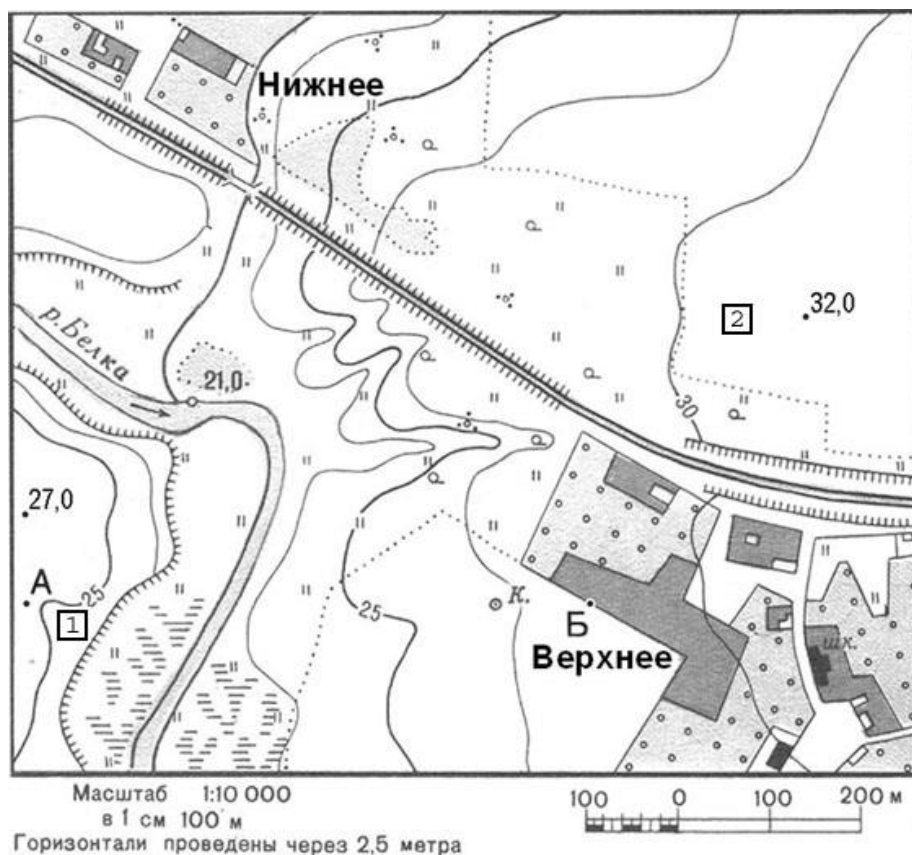 Нижнее
р. Белка
21,0
32,0
2
30
27,0
А
25
1
25
К.
Б
Верхнее
шк.
Масштаб 1:10 000
в 1 см 100 м
Горизонтали проведены через 2,5 метра
100 0 100 200 м